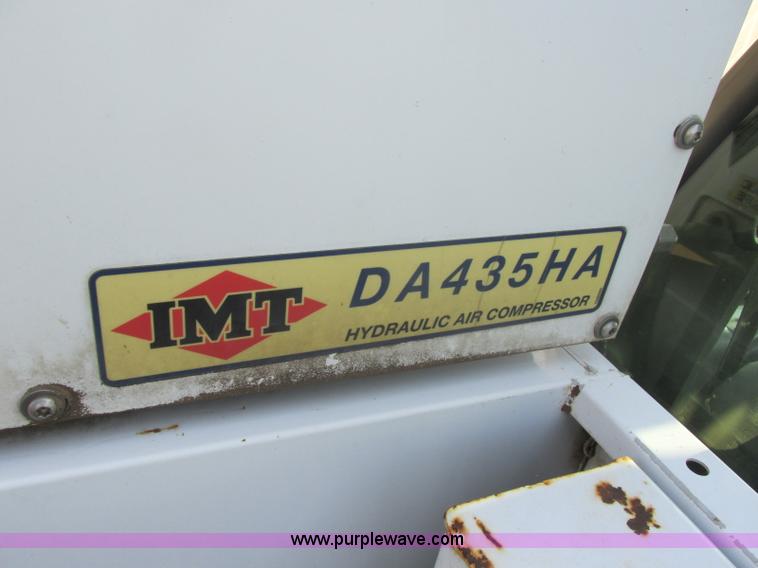 IMT
DA435HA
HYDRAULIC AIR COMPRESSOR
www.purplewave.com